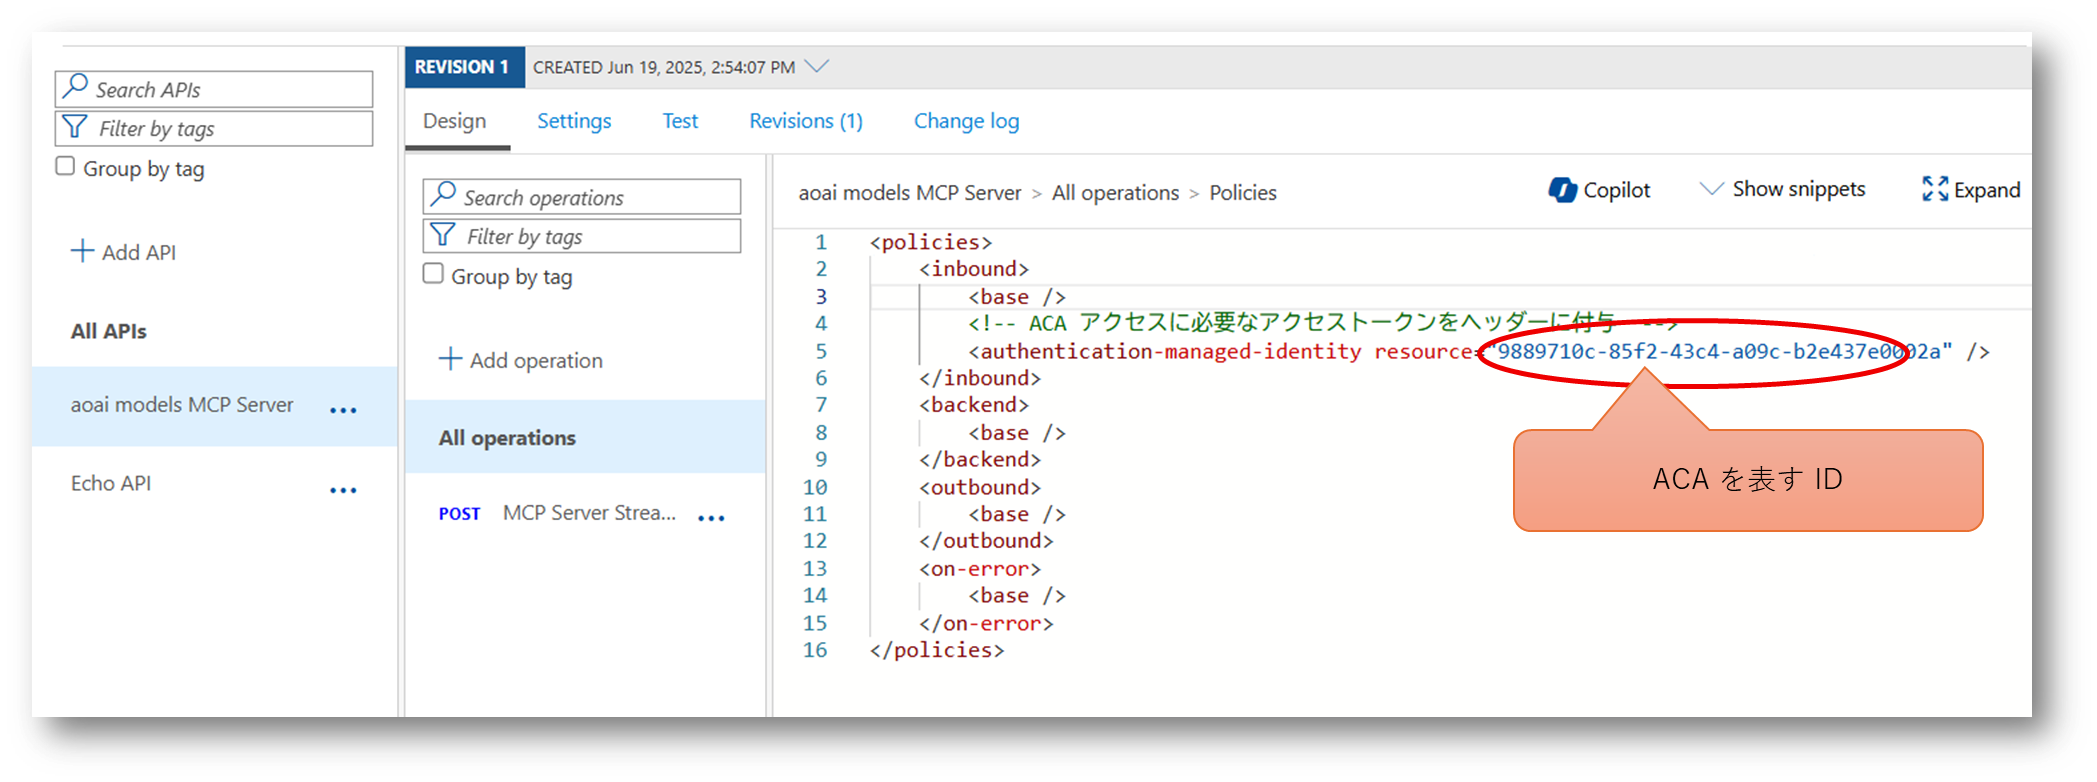 Search APIs
Filter by tags
Group by tag
Add API
All APIs
aoai models MCP Server ...
Echo API ...
REVISION 1 CREATED Jun 19, 2025, 2:54:07 PM
Design Settings Test Revisions (1) Change log
Search operations
Filter by tags
Group by tag
Add operation
All operations
POST MCP Server Strea... ...
aoai models MCP Server > All operations > Policies
Copilot Show snippets Expand
1 <policies>
2 <inbound>
3 <base />
4 <!-- ACA アクセスに必要なアクセストークンをヘッダーに付与 -->
5 <authentication-managed-identity resource="9889710c-85f2-43c4-a09c-b2e437e0002a" />
6 </inbound>
7 <backend>
8 <base />
9 </backend>
10 <outbound>
11 <base />
12 </outbound>
13 <on-error>
14 <base />
15 </on-error>
16 </policies>
ACA を表す ID